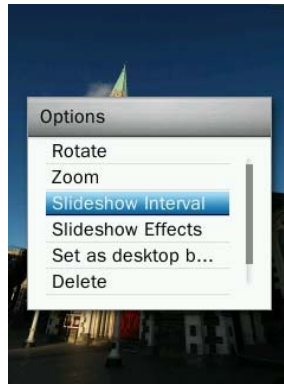 Options
Rotate
Zoom
Slideshow Interval
Slideshow Effects
Set as desktop b...
Delete